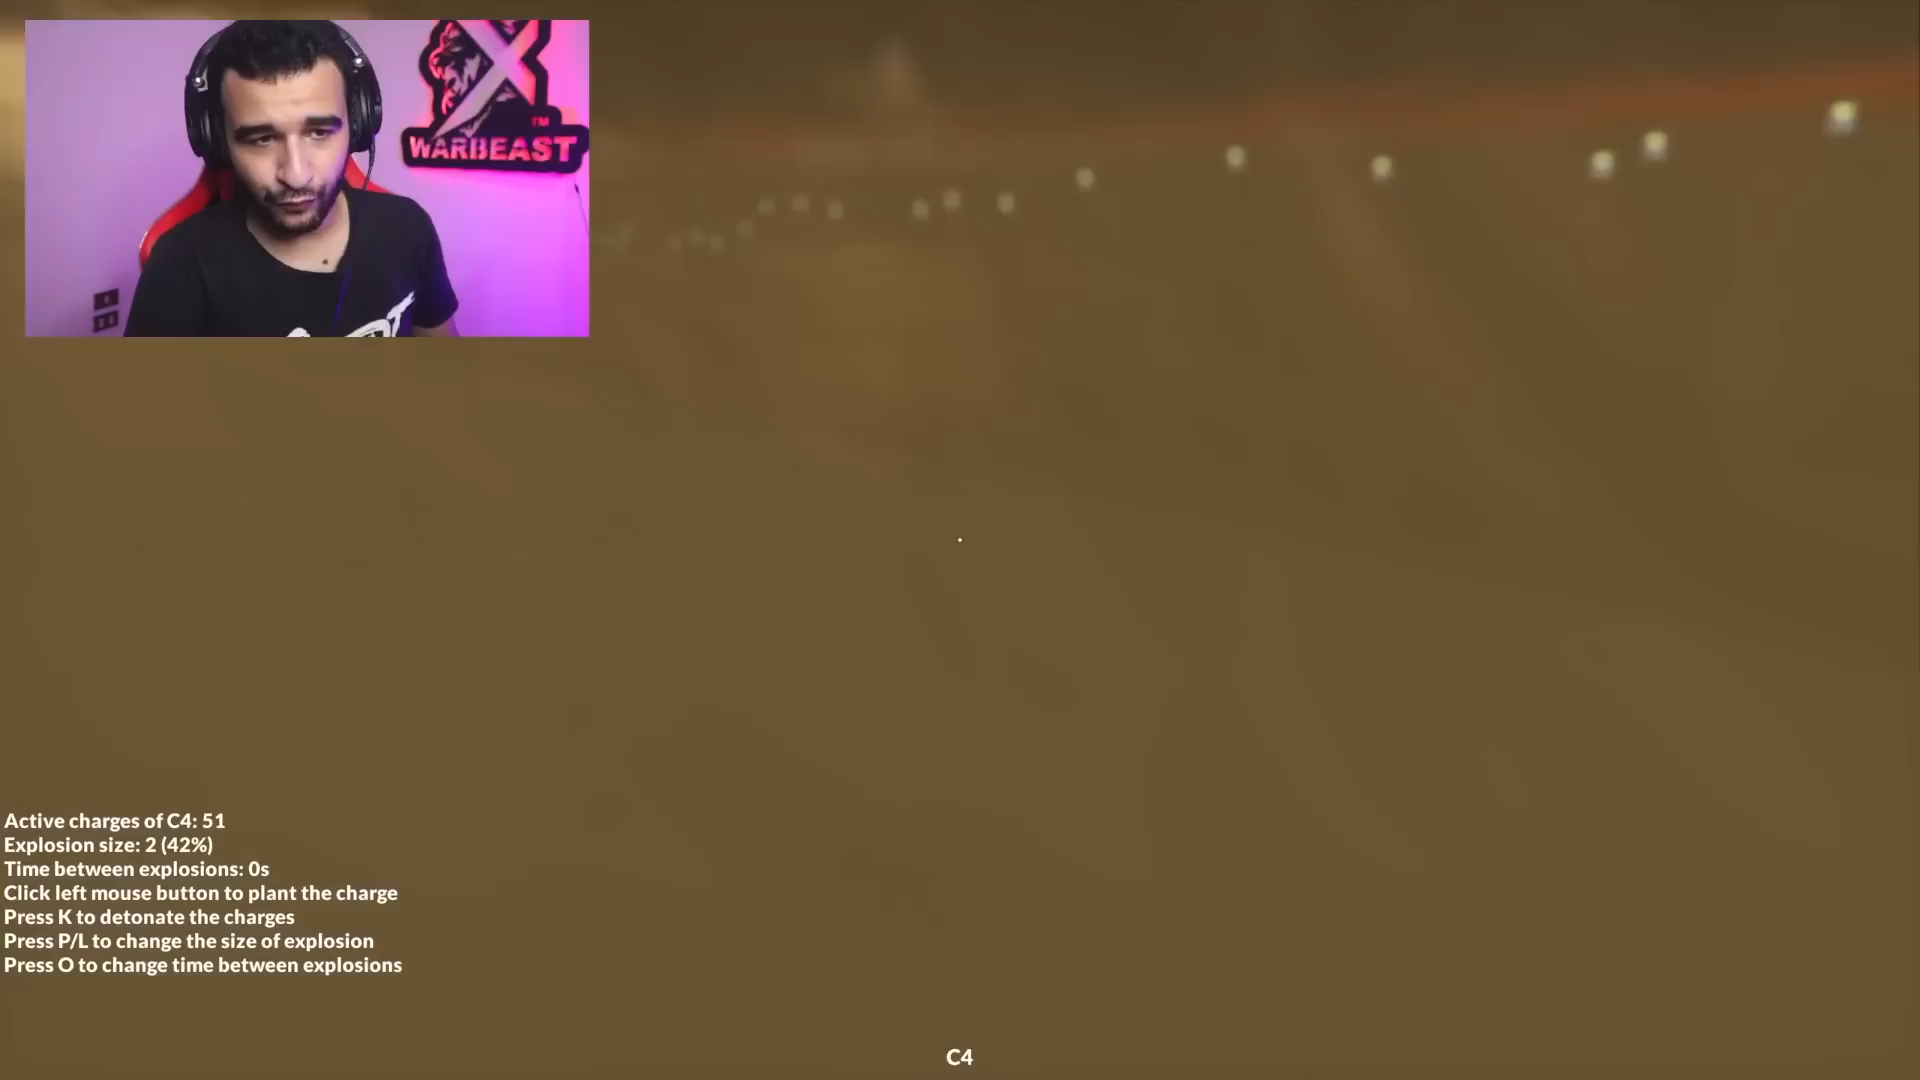 TM
WARBEAST
Active charges of C4: 51
Explosion size: 2 (42%)
Time between explosions: 0s
Click left mouse button to plant the charge
Press K to detonate the charges
Press P/L to change the size of explosion
Press O to change time between explosions
C4